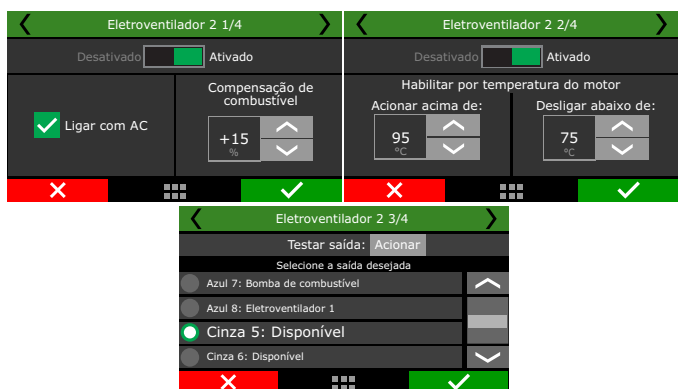 Eletroventilador 2 1/4
Desativado Ativado
Ligar com AC
Compensação de
combustível
+15
%
Eletroventilador 2 2/4
Desativado Ativado
Habilitar por temperatura do motor
Acionar acima de:
95
°C
Desligar abaixo de:
75
°C
Eletroventilador 2 3/4
Testar saída: Acionar
Selecione a saída desejada
Azul 7: Bomba de combustível
Azul 8: Eletroventilador 1
Cinza 5: Disponível
Cinza 6: Disponível